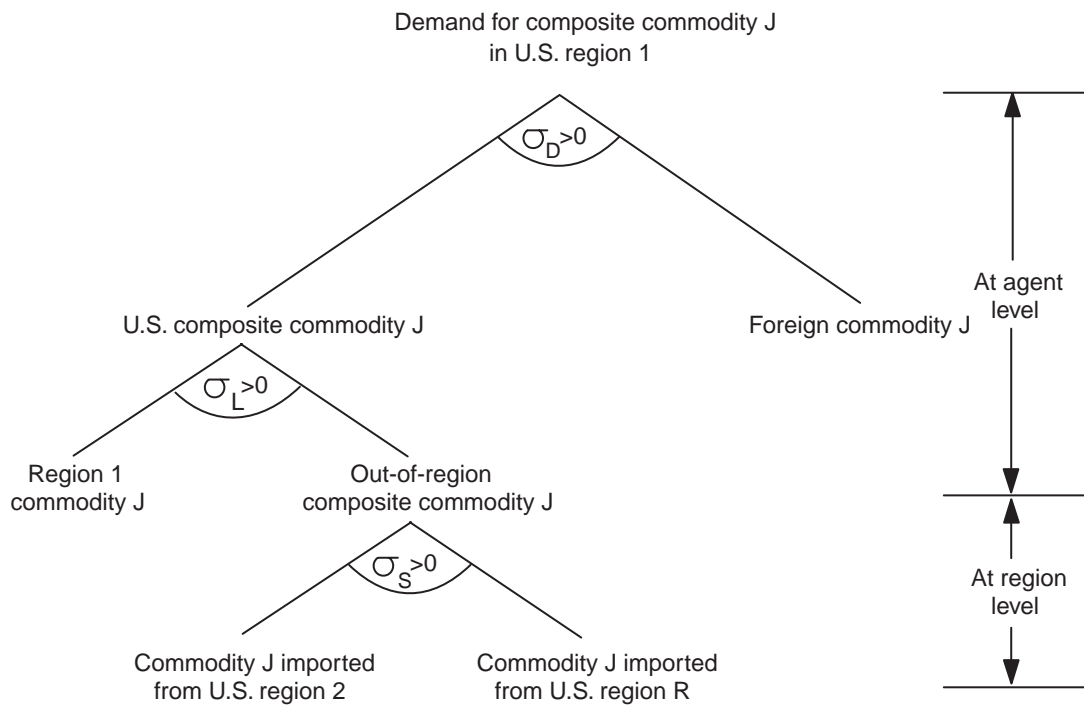 Demand for composite commodity J
in U.S. region 1
σD>0
At agent
level
U.S. composite commodity J
Foreign commodity J
σL>0
Region 1
commodity J
Out-of-region
composite commodity J
σS>0
At region
level
Commodity J imported
from U.S. region 2
Commodity J imported
from U.S. region R